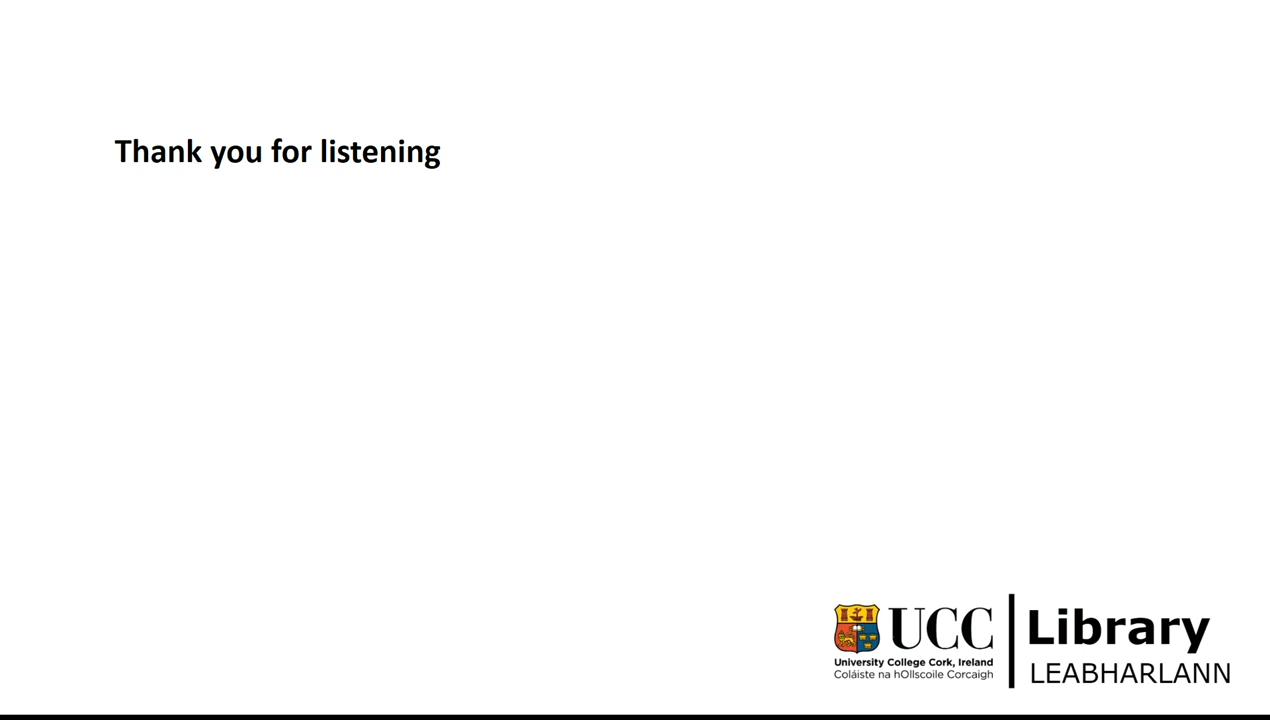 Thank you for listening
UCC
University College Cork, Ireland
Coláiste na hOllscoile Corcaigh
Library
LEABHARLANN